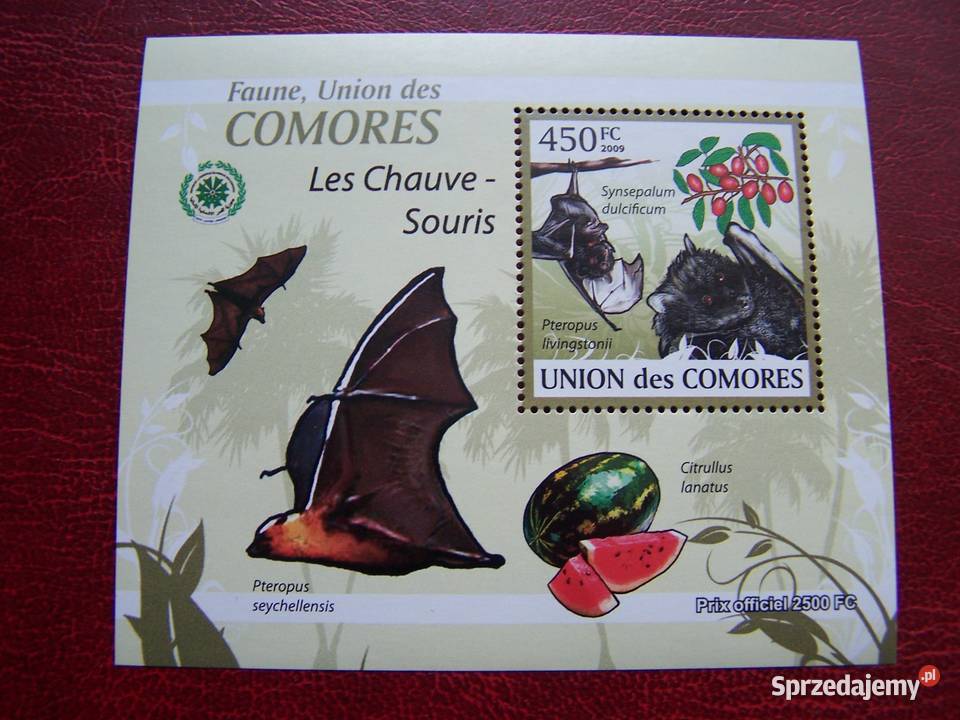 Faune, Union des
COMORES
Les Chauve -
Souris
450FC
2009
Synsepalum
dulcificum
Pteropus
livingstonii
UNION des COMORES
Citrullus
lanatus
Pteropus
seychellensis
Prix officiel 2500 FC
Sprzedajemy.pl